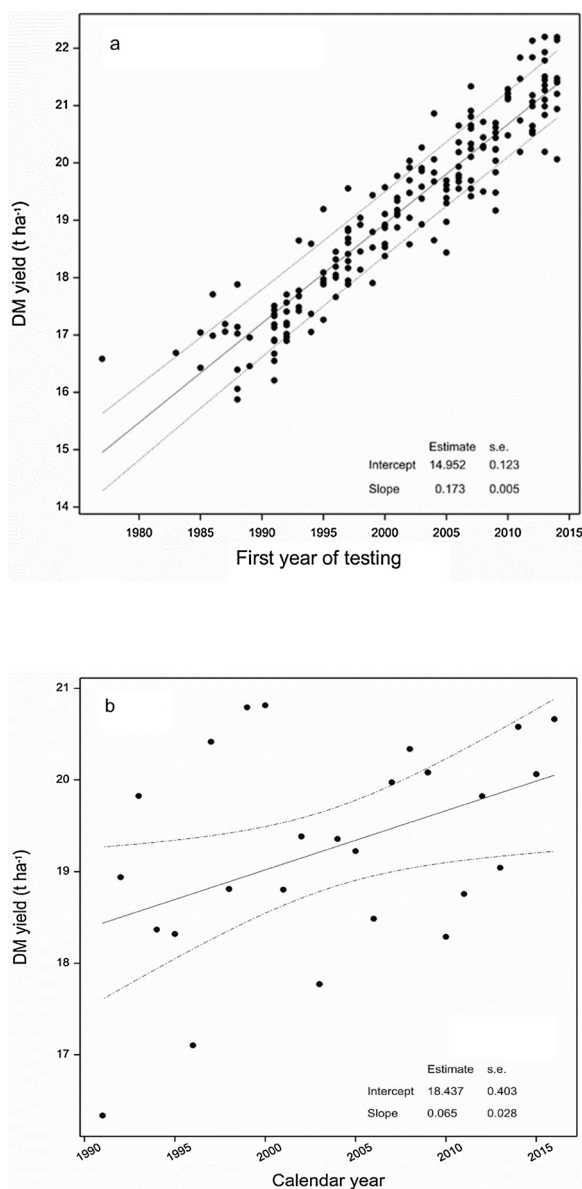 a
22
21
20
19
18
17
16
15
14
DM yield (t ha-1)
Estimate s.e.
Intercept 14.952 0.123
Slope 0.173 0.005
1980 1985 1990 1995 2000 2005 2010 2015
First year of testing
b
21
20
19
18
17
DM yield (t ha-1)
Estimate s.e.
Intercept 18.437 0.403
Slope 0.065 0.028
1990 1995 2000 2005 2010 2015
Calendar year